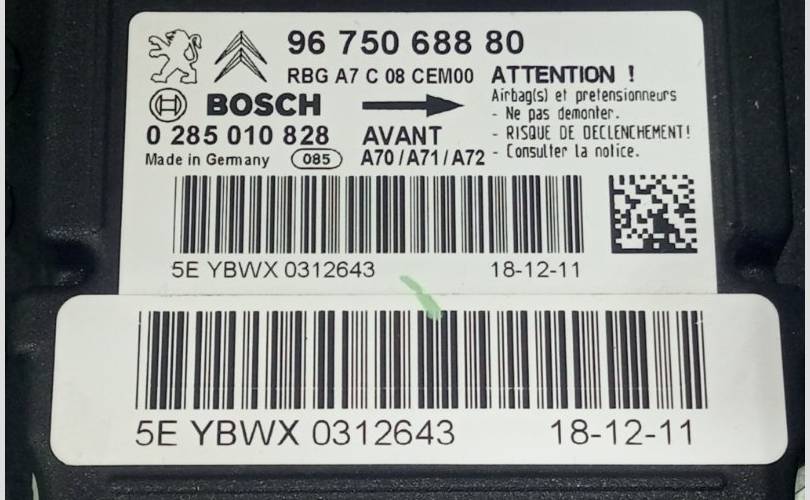 96 750 688 80
RBG A7 C 08 CEM00
BOSCH
0 285 010 828
Made in Germany 085
AVANT
A70/A71/A72
ATTENTION !
Airbag(s) et pretensionneurs
- Ne pas demonter.
- RISQUE DE DECLENCHEMENT!
- Consulter la notice.
5E YBWX 0312643 18-12-11
5E YBWX 0312643 18-12-11